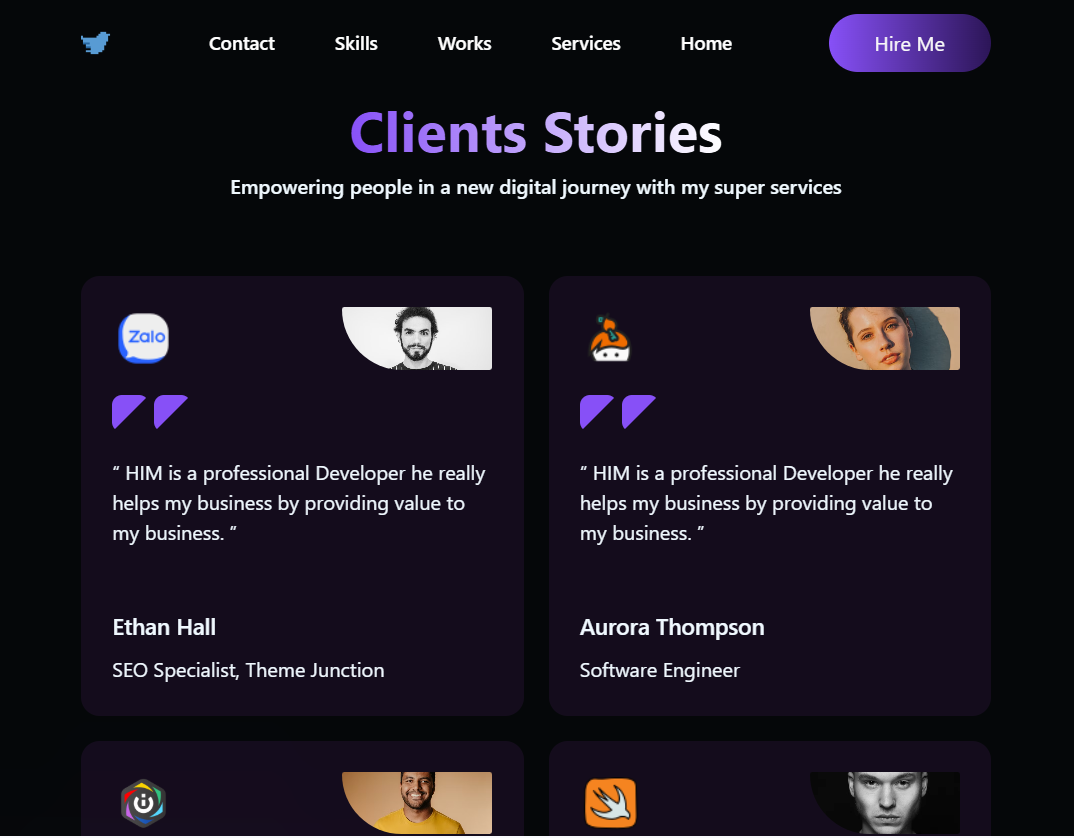 Contact Skills Works Services Home Hire Me
Clients Stories
Empowering people in a new digital journey with my super services
Zalo
“ HIM is a professional Developer he really
helps my business by providing value to
my business. ”
Ethan Hall
SEO Specialist, Theme Junction
“ HIM is a professional Developer he really
helps my business by providing value to
my business. ”
Aurora Thompson
Software Engineer